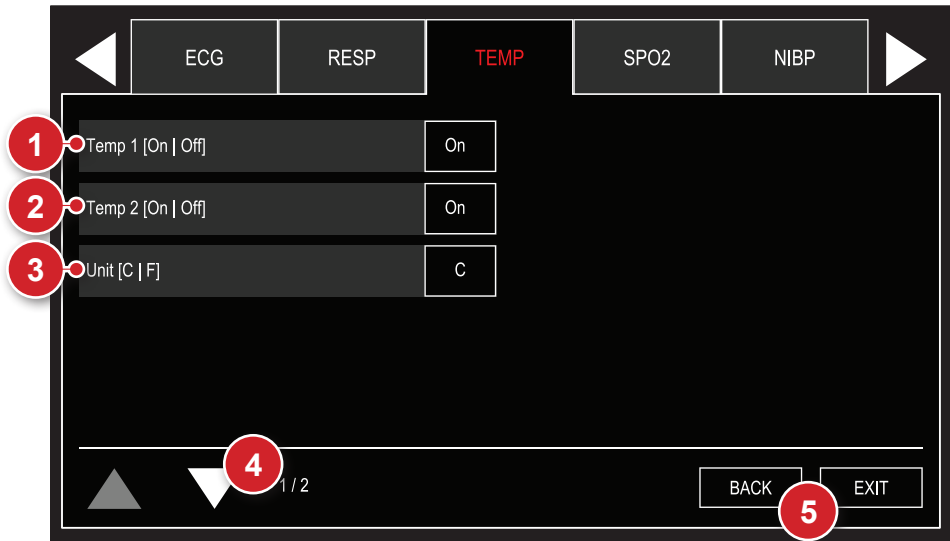 ECG RESP TEMP SPO2 NIBP
1 Temp 1 [On | Off] On
2 Temp 2 [On | Off] On
3 Unit [C | F] C
4 1 / 2 BACK EXIT
5